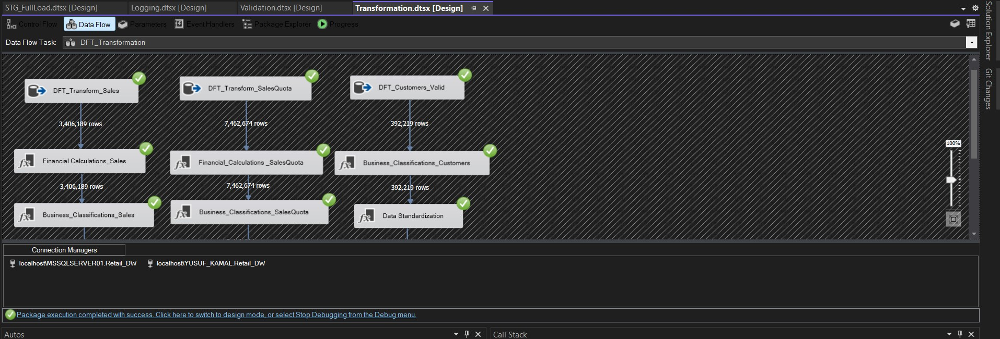 STG_FullLoad.dtsx [Design]
Logging.dtsx [Design]
Validation.dtsx [Design]
Transformation.dtsx [Design]
Control Flow
Data Flow
Parameters
Event Handlers
Package Explorer
Progress
Data Flow Task:
DFT_Transformation
DFT_Transform_Sales
DFT_Transform_SalesQuota
DFT_Customers_Valid
3,406,189 rows
7,462,674 rows
392,219 rows
Financial Calculations_Sales
Financial_Calculations _SalesQuota
Business_Classifications_Customers
3,406,189 rows
7,462,674 rows
392,219 rows
Business_Classifications_Sales
Business_Classifications_SalesQuota
Data Standardization
100%
Connection Managers
localhost\MSSQLSERVER01.Retail_DW
localhost\YUSUF_KAMAL.Retail_DW
Package execution completed with success. Click here to switch to design mode, or select Stop Debugging from the Debug menu.
Autos
Call Stack
Solution Explorer
Git Changes